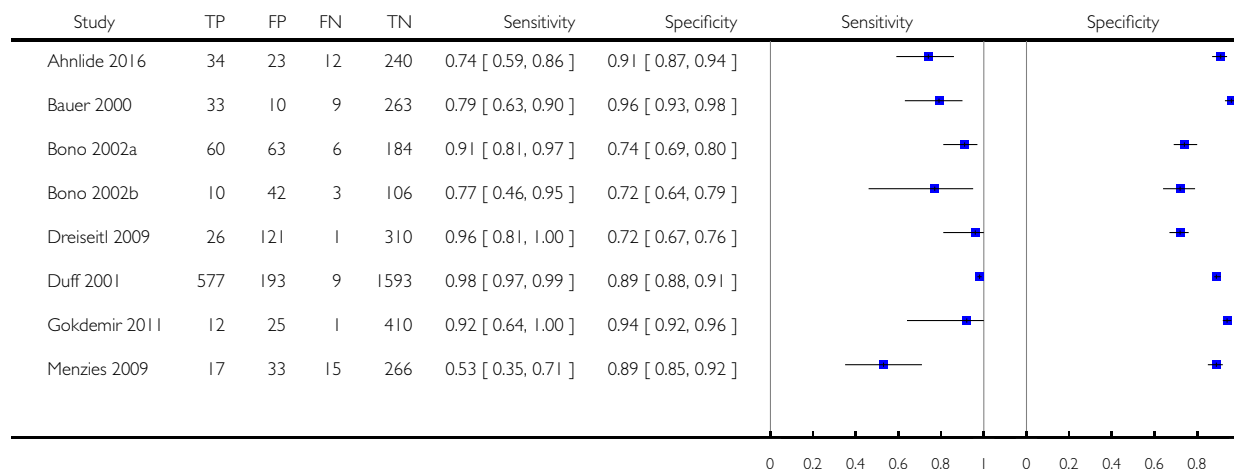 Study TP FP FN TN Sensitivity Specificity Sensitivity Specificity
Ahnlide 2016 34 23 12 240 0.74 [ 0.59, 0.86 ] 0.91 [ 0.87, 0.94 ]
Bauer 2000 33 10 9 263 0.79 [ 0.63, 0.90 ] 0.96 [ 0.93, 0.98 ]
Bono 2002a 60 63 6 184 0.91 [ 0.81, 0.97 ] 0.74 [ 0.69, 0.80 ]
Bono 2002b 10 42 3 106 0.77 [ 0.46, 0.95 ] 0.72 [ 0.64, 0.79 ]
Dreiseitl 2009 26 121 1 310 0.96 [ 0.81, 1.00 ] 0.72 [ 0.67, 0.76 ]
Duff 2001 577 193 9 1593 0.98 [ 0.97, 0.99 ] 0.89 [ 0.88, 0.91 ]
Gokdemir 2011 12 25 1 410 0.92 [ 0.64, 1.00 ] 0.94 [ 0.92, 0.96 ]
Menzies 2009 17 33 15 266 0.53 [ 0.35, 0.71 ] 0.89 [ 0.85, 0.92 ]
0 0.2 0.4 0.6 0.8 1 0 0.2 0.4 0.6 0.8